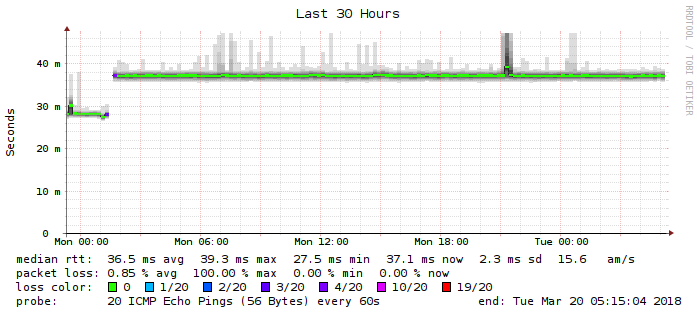 Last 30 Hours
RRDTOOL / TOBI OETIKER
Seconds
40 m
30 m
20 m
10 m
0
Mon 00:00 Mon 06:00 Mon 12:00 Mon 18:00 Tue 00:00
median rtt: 36.5 ms avg 39.3 ms max 27.5 ms min 37.1 ms now 2.3 ms sd 15.6 am/s
packet loss: 0.85 % avg 100.00 % max 0.00 % min 0.00 % now
loss color: 0 1/20 2/20 3/20 4/20 10/20 19/20
probe: 20 ICMP Echo Pings (56 Bytes) every 60s end: Tue Mar 20 05:15:04 2018